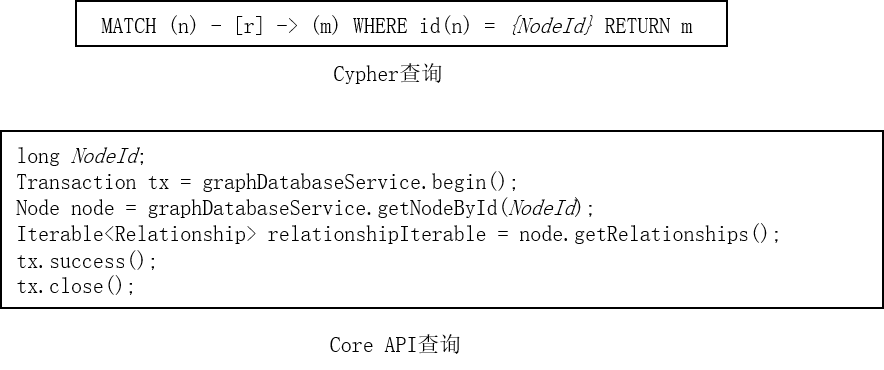 MATCH (n) - [r] -> (m) WHERE id(n) = {NodeId} RETURN m
Cypher查询
long NodeId;
Transaction tx = graphDatabaseService.begin();
Node node = graphDatabaseService.getNodeById(NodeId);
Iterable<Relationship> relationshipIterable = node.getRelationships();
tx.success();
tx.close();
Core API查询